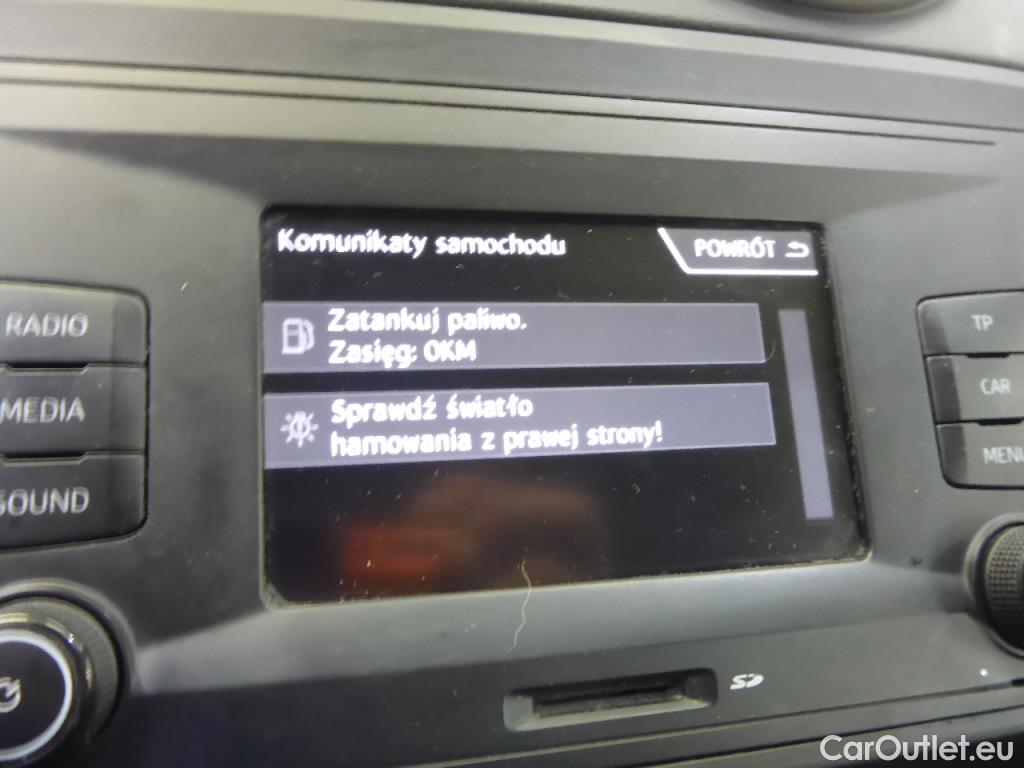 Komunikaty samochodu
POWRÓT
Zatankuj paliwo.
Zasięg: 0KM
Sprawdź światło
hamowania z prawej strony!
RADIO
MEDIA
SOUND
TP
CAR
MENU
SD
CarOutlet.eu